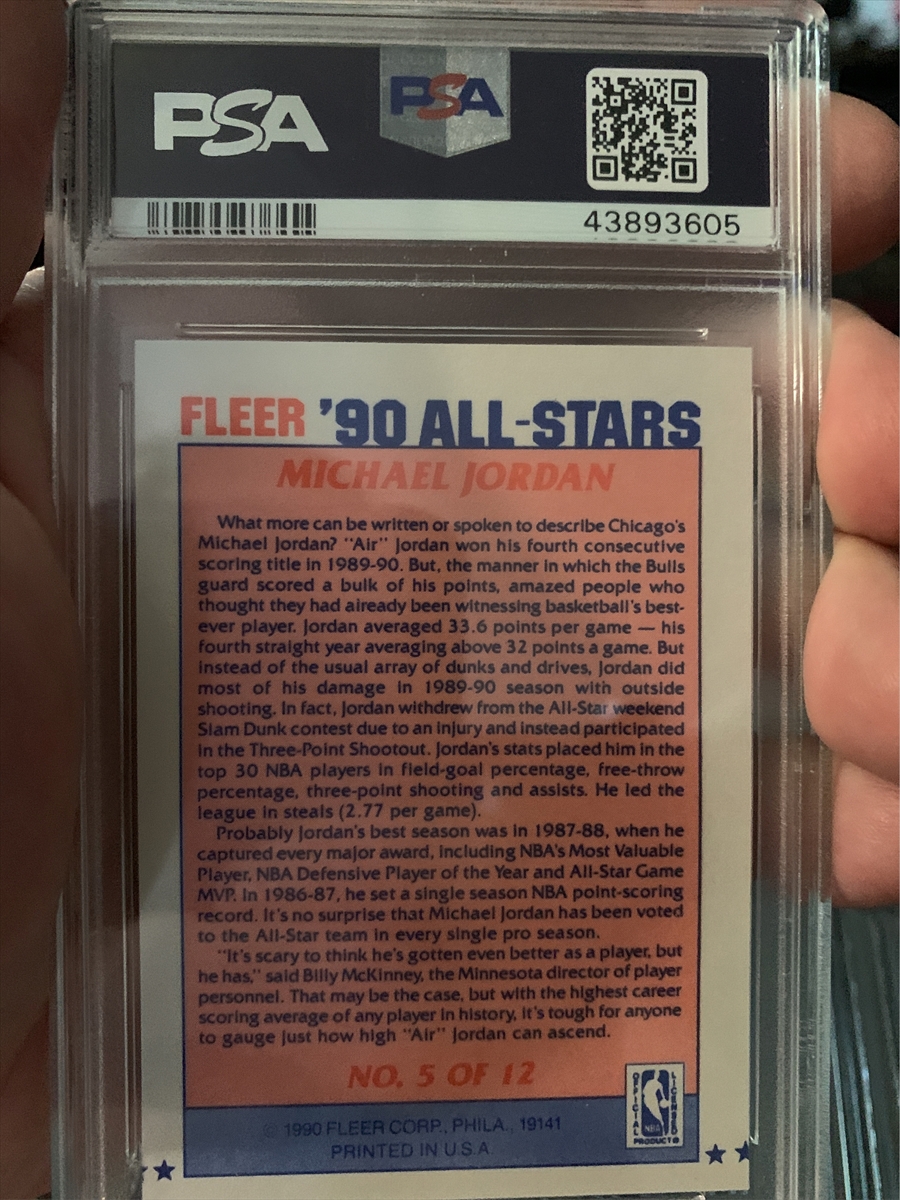 PSA
PSA
43893605
FLEER '90 ALL-STARS
MICHAEL JORDAN
What more can be written or spoken to describe Chicago's
Michael Jordan? "Air" Jordan won his fourth consecutive
scoring title in 1989-90. But, the manner in which the Bulls
guard scored a bulk of his points, amazed people who
thought they had already been witnessing basketball's best-
ever player. Jordan averaged 33.6 points per game — his
fourth straight year averaging above 32 points a game. But
instead of the usual array of dunks and drives, Jordan did
most of his damage in 1989-90 season with outside
shooting. In fact, Jordan withdrew from the All-Star weekend
Slam Dunk contest due to an injury and instead participated
in the Three-Point Shootout. Jordan's stats placed him in the
top 30 NBA players in field-goal percentage, free-throw
percentage, three-point shooting and assists. He led the
league in steals (2.77 per game).
Probably Jordan's best season was in 1987-88, when he
captured every major award, including NBA's Most Valuable
Player, NBA Defensive Player of the Year and All-Star Game
MVP. In 1986-87, he set a single season NBA point-scoring
record. It's no surprise that Michael Jordan has been voted
to the All-Star team in every single pro season.
"It's scary to think he's gotten even better as a player, but
he has," said Billy McKinney, the Minnesota director of player
personnel. That may be the case, but with the highest career
scoring average of any player in history, it's tough for anyone
to gauge just how high "Air" Jordan can ascend.
NO. 5 OF 12
OFFICIAL LICENSED
NBA
PRODUCT®
© 1990 FLEER CORP., PHILA., 19141
PRINTED IN U.S.A.